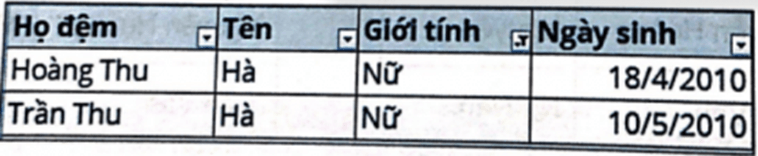 Họ đệm Tên Giới tính Ngày sinh
Hoàng Thu Hà Nữ 18/4/2010
Trần Thu Hà Nữ 10/5/2010